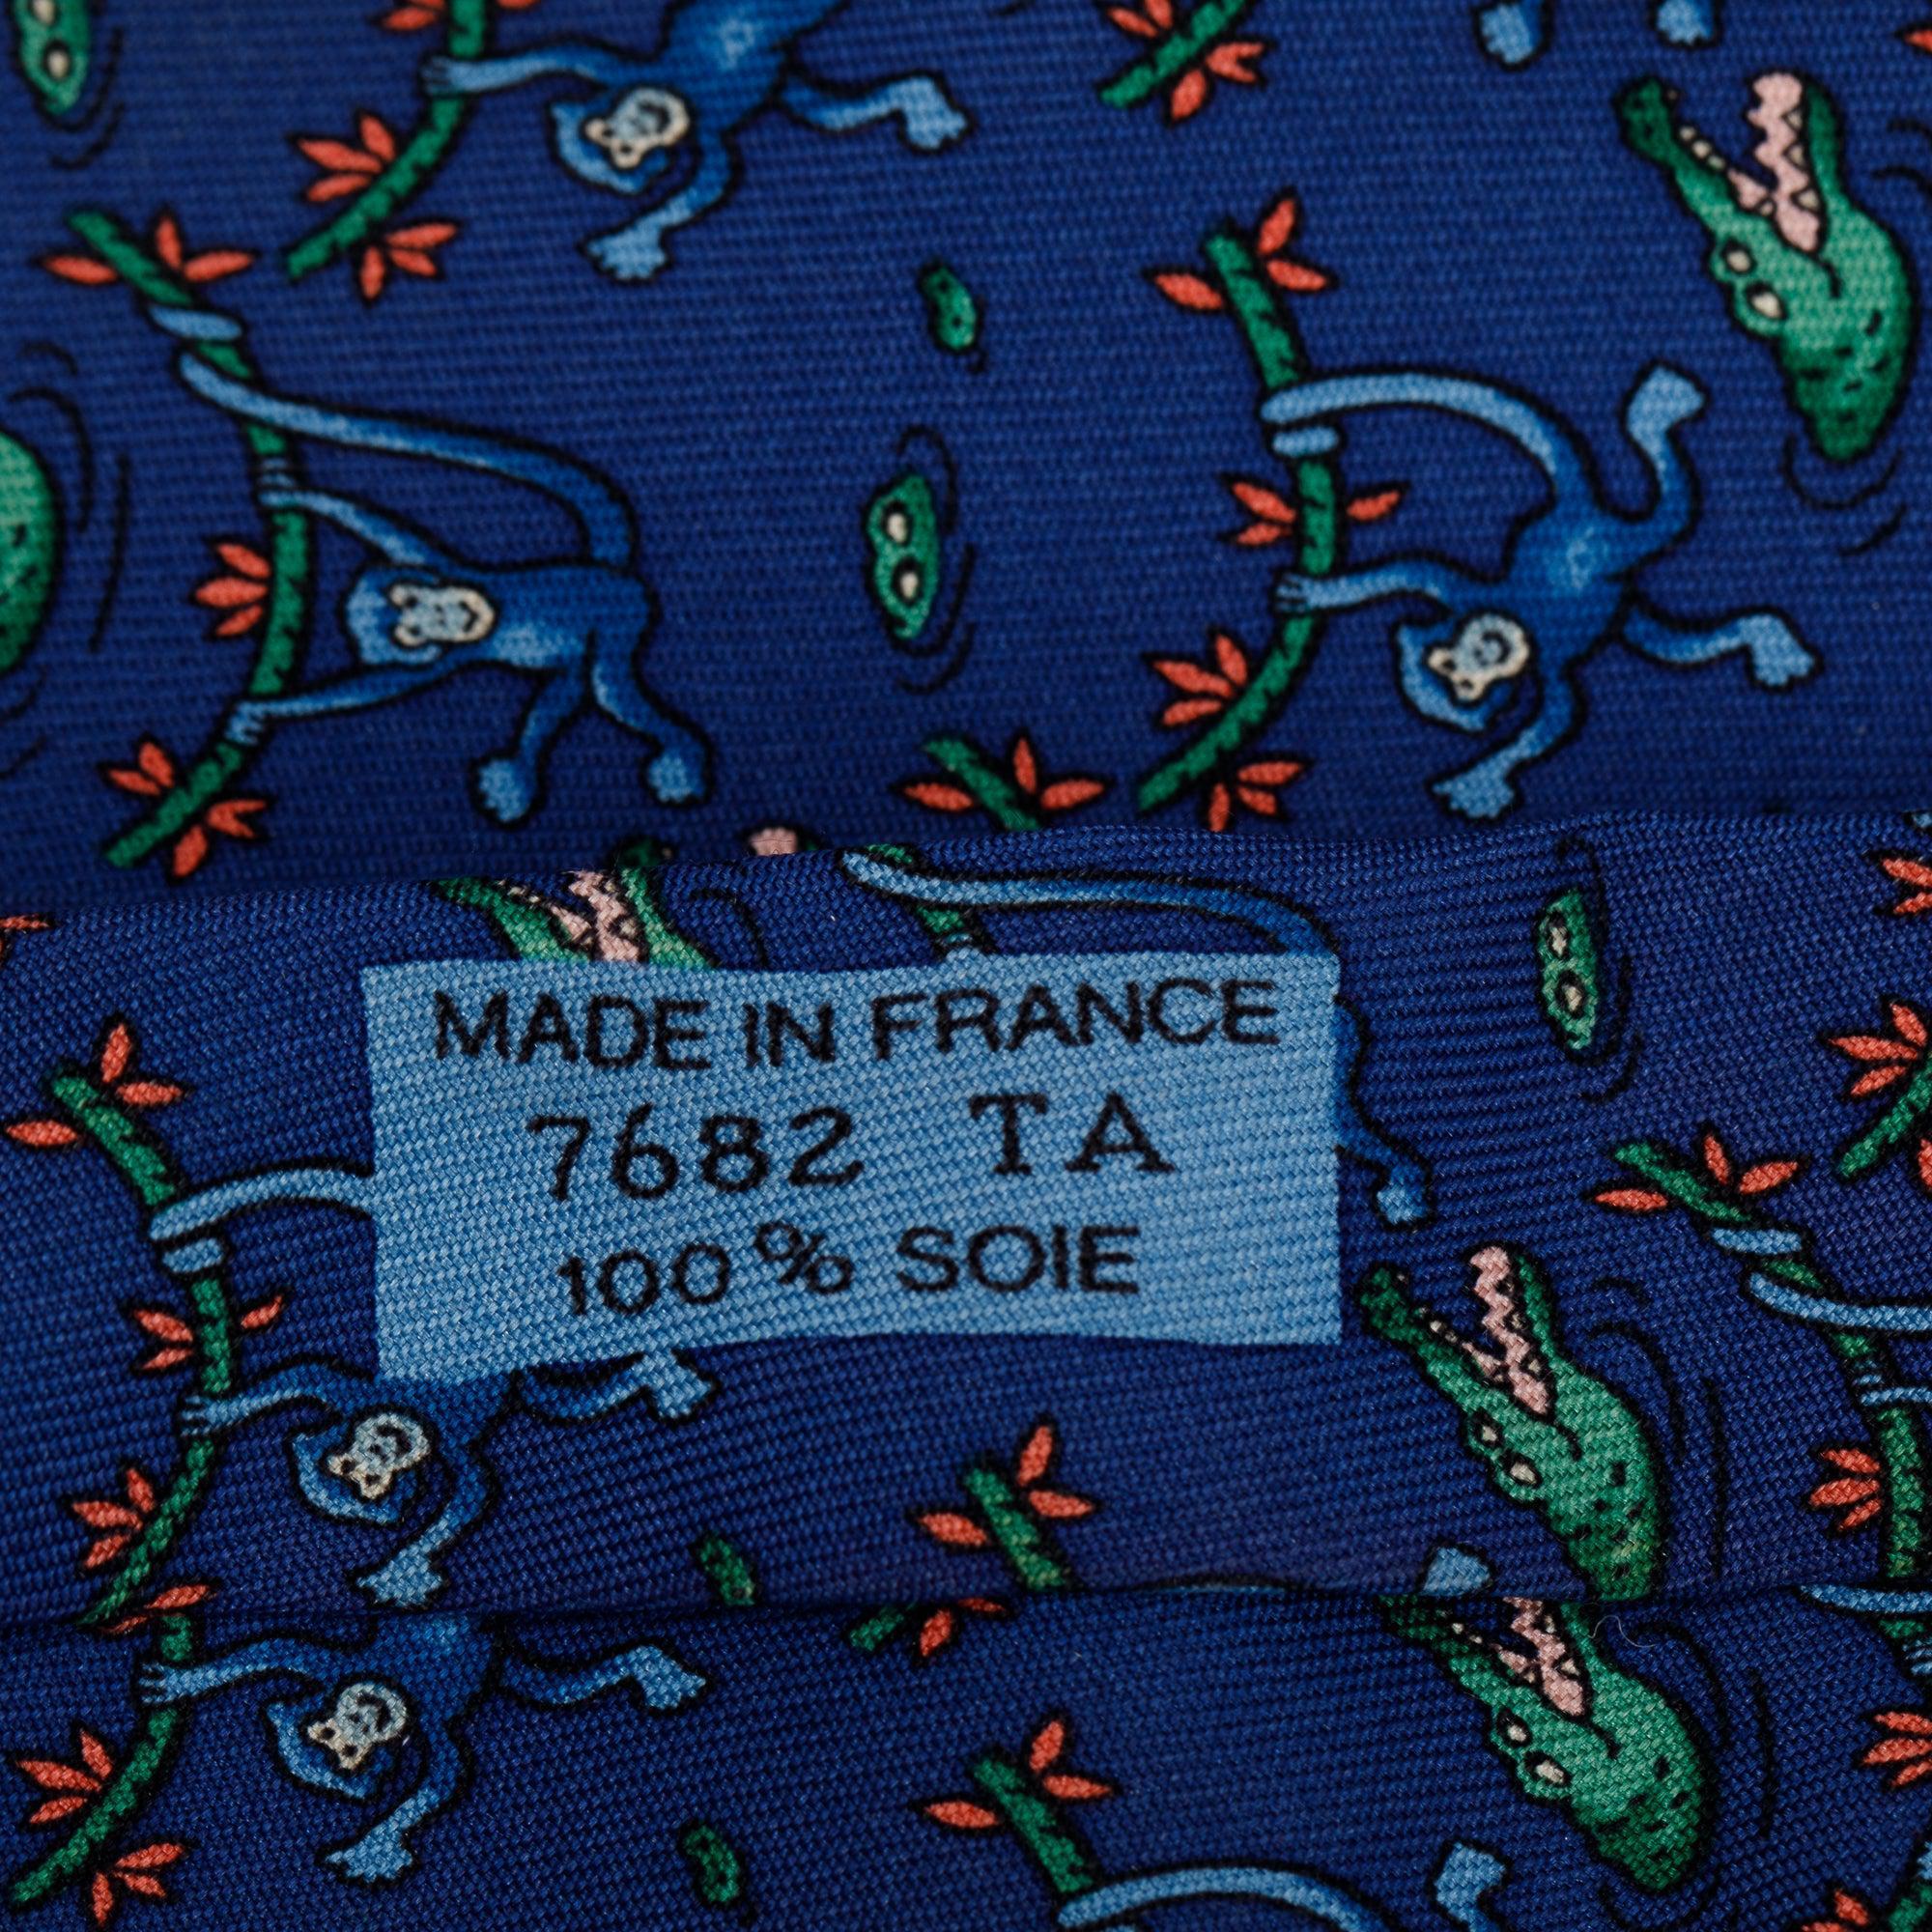 MADE IN FRANCE
7682 TA
100% SOIE